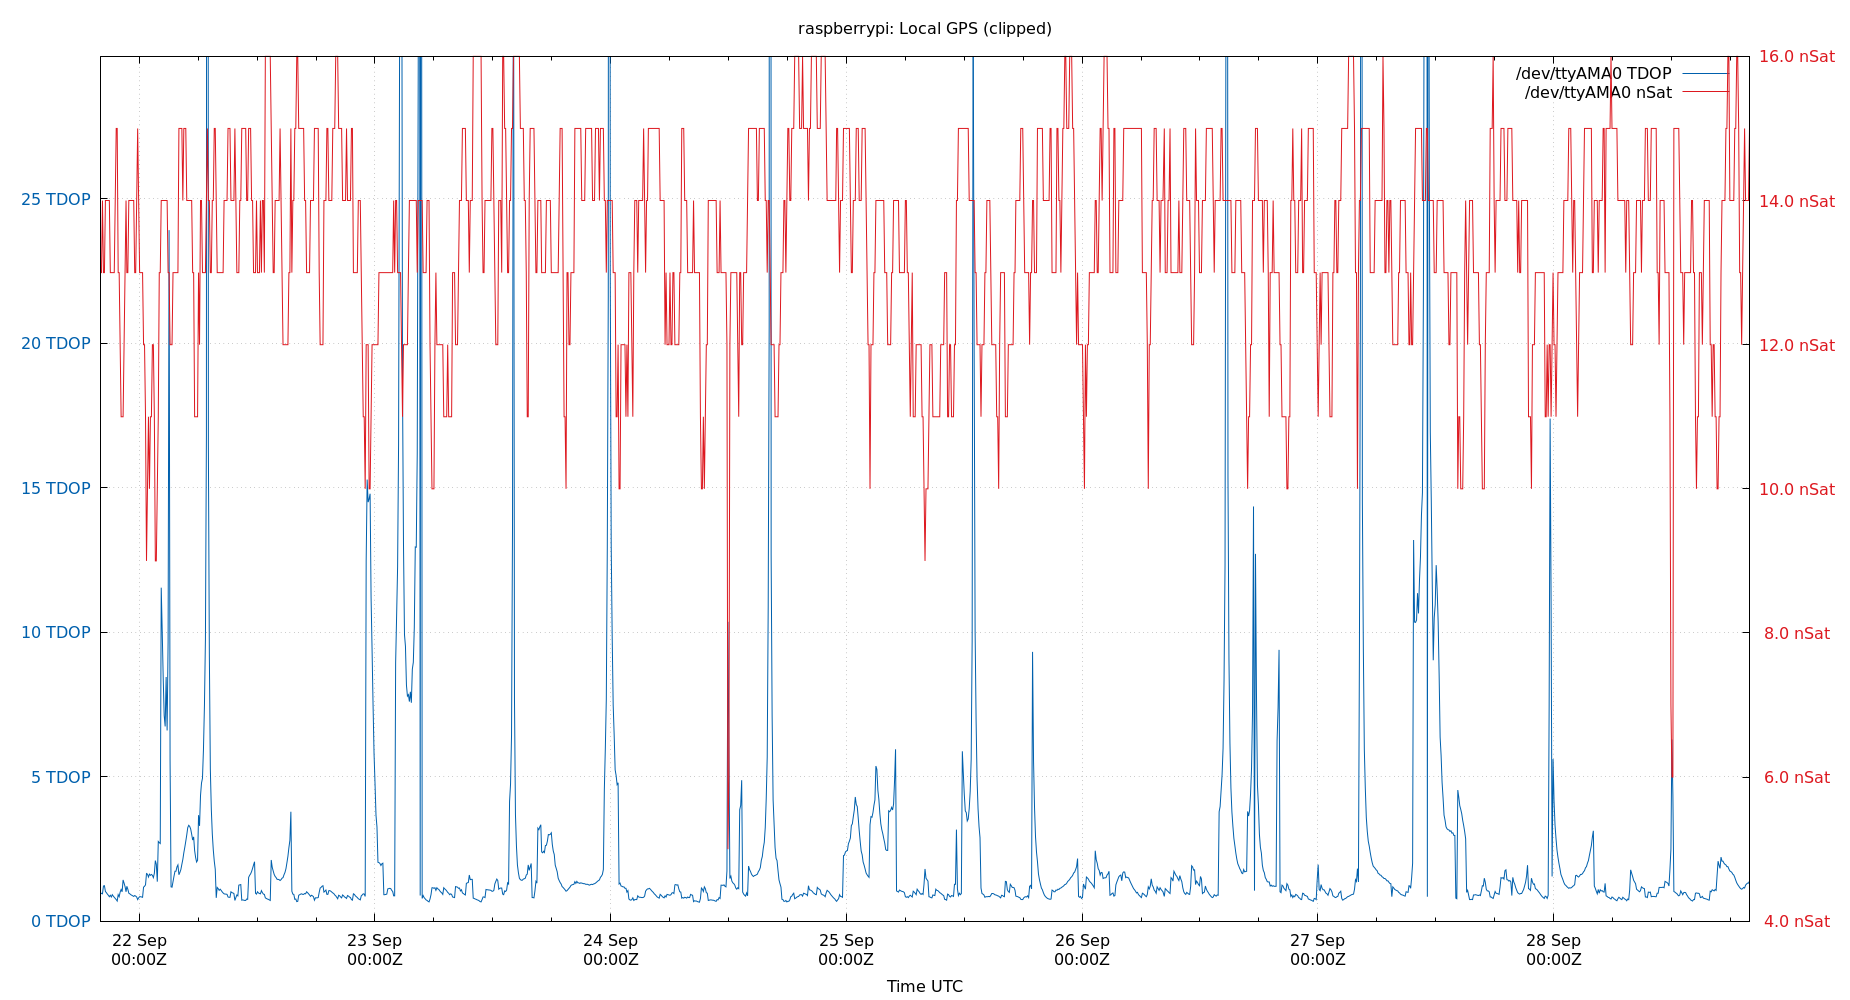 raspberrypi: Local GPS (clipped)
/dev/ttyAMA0 TDOP
/dev/ttyAMA0 nSat
25 TDOP
20 TDOP
15 TDOP
10 TDOP
5 TDOP
0 TDOP
16.0 nSat
14.0 nSat
12.0 nSat
10.0 nSat
8.0 nSat
6.0 nSat
4.0 nSat
22 Sep
00:00Z
23 Sep
00:00Z
24 Sep
00:00Z
25 Sep
00:00Z
26 Sep
00:00Z
27 Sep
00:00Z
28 Sep
00:00Z
Time UTC